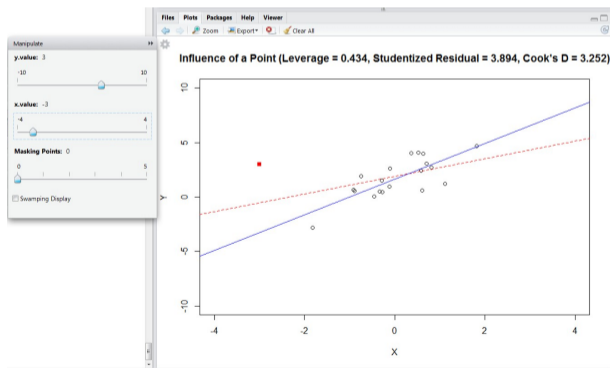 Files Plots Packages Help Viewer
Zoom Export Clear All
Manipulate
y.value: 3
-10 10
x.value: -3
-4 4
Masking Points: 0
0 5
Swamping Display
Influence of a Point (Leverage = 0.434, Studentized Residual = 3.894, Cook's D = 3.252)
Y
10
5
0
-5
-10
-4 -2 0 2 4
X